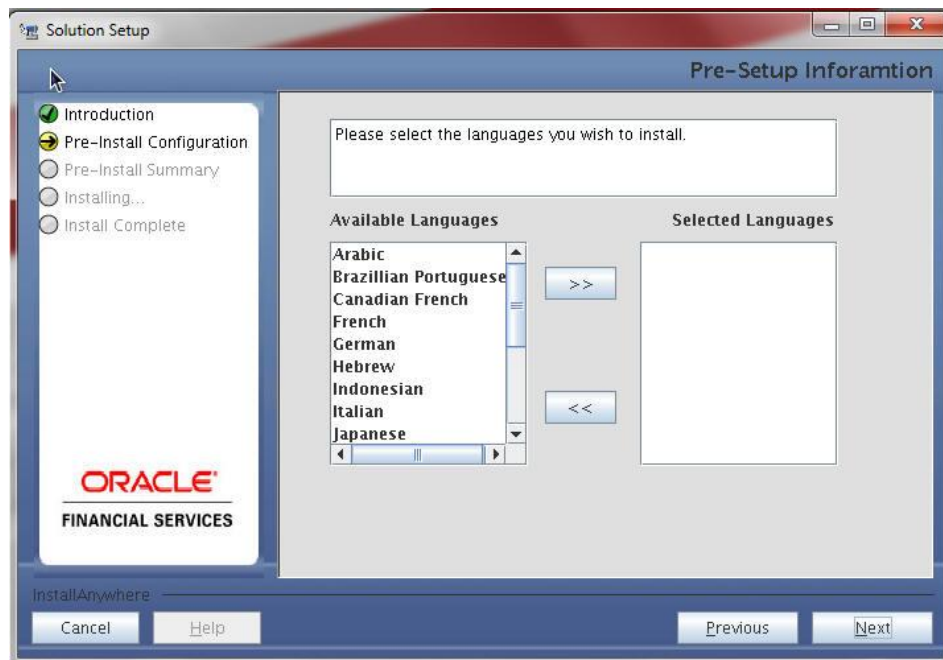 Solution Setup
Pre-Setup Inforamtion
Introduction
Pre-Install Configuration
Pre-Install Summary
Installing...
Install Complete
ORACLE
FINANCIAL SERVICES
Please select the languages you wish to install.
Available Languages
Selected Languages
Arabic
Brazillian Portuguese
Canadian French
French
German
Hebrew
Indonesian
Italian
Japanese
>>
<<
InstallAnywhere
Cancel
Help
Previous
Next